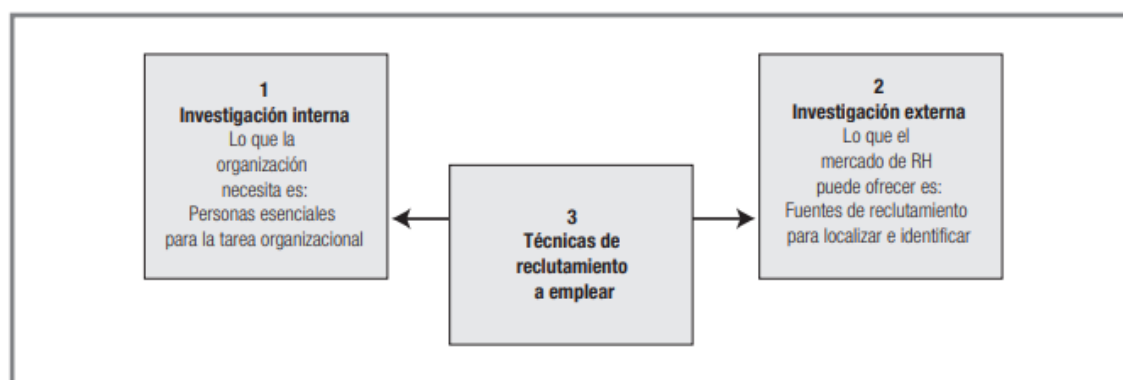 1
Investigación interna
Lo que la
organización
necesita es:
Personas esenciales
para la tarea organizacional
2
Investigación externa
Lo que el
mercado de RH
puede ofrecer es:
Fuentes de reclutamiento
para localizar e identificar
3
Técnicas de
reclutamiento
a emplear